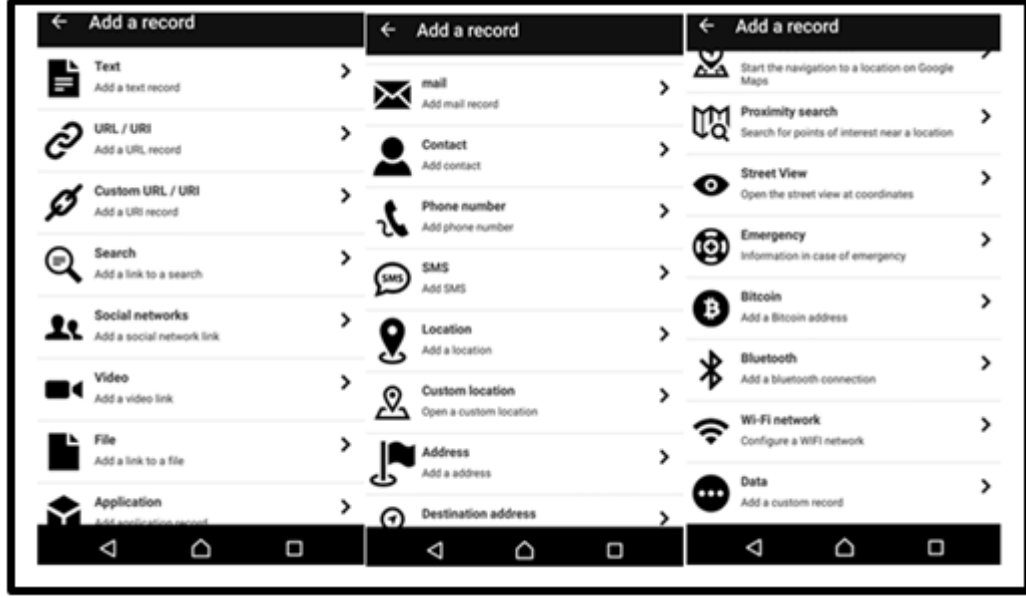 Add a record
Text
Add a text record
URL / URI
Add a URL record
Custom URL / URI
Add a URI record
Search
Add a link to a search
Social networks
Add a social network link
Video
Add a video link
File
Add a link to a file
Application
Add application record
Add a record
mail
Add mail record
Contact
Add contact
Phone number
Add phone number
SMS
SMS
Add SMS
Location
Add a location
Custom location
Open a custom location
Address
Add a address
Destination address
Add a record
Start the navigation to a location on Google
Maps
Proximity search
Search for points of interest near a location
Street View
Open the street view at coordinates
Emergency
Information in case of emergency
Bitcoin
Add a Bitcoin address
Bluetooth
Add a bluetooth connection
Wi-Fi network
Configure a WIFI network
Data
Add a custom record